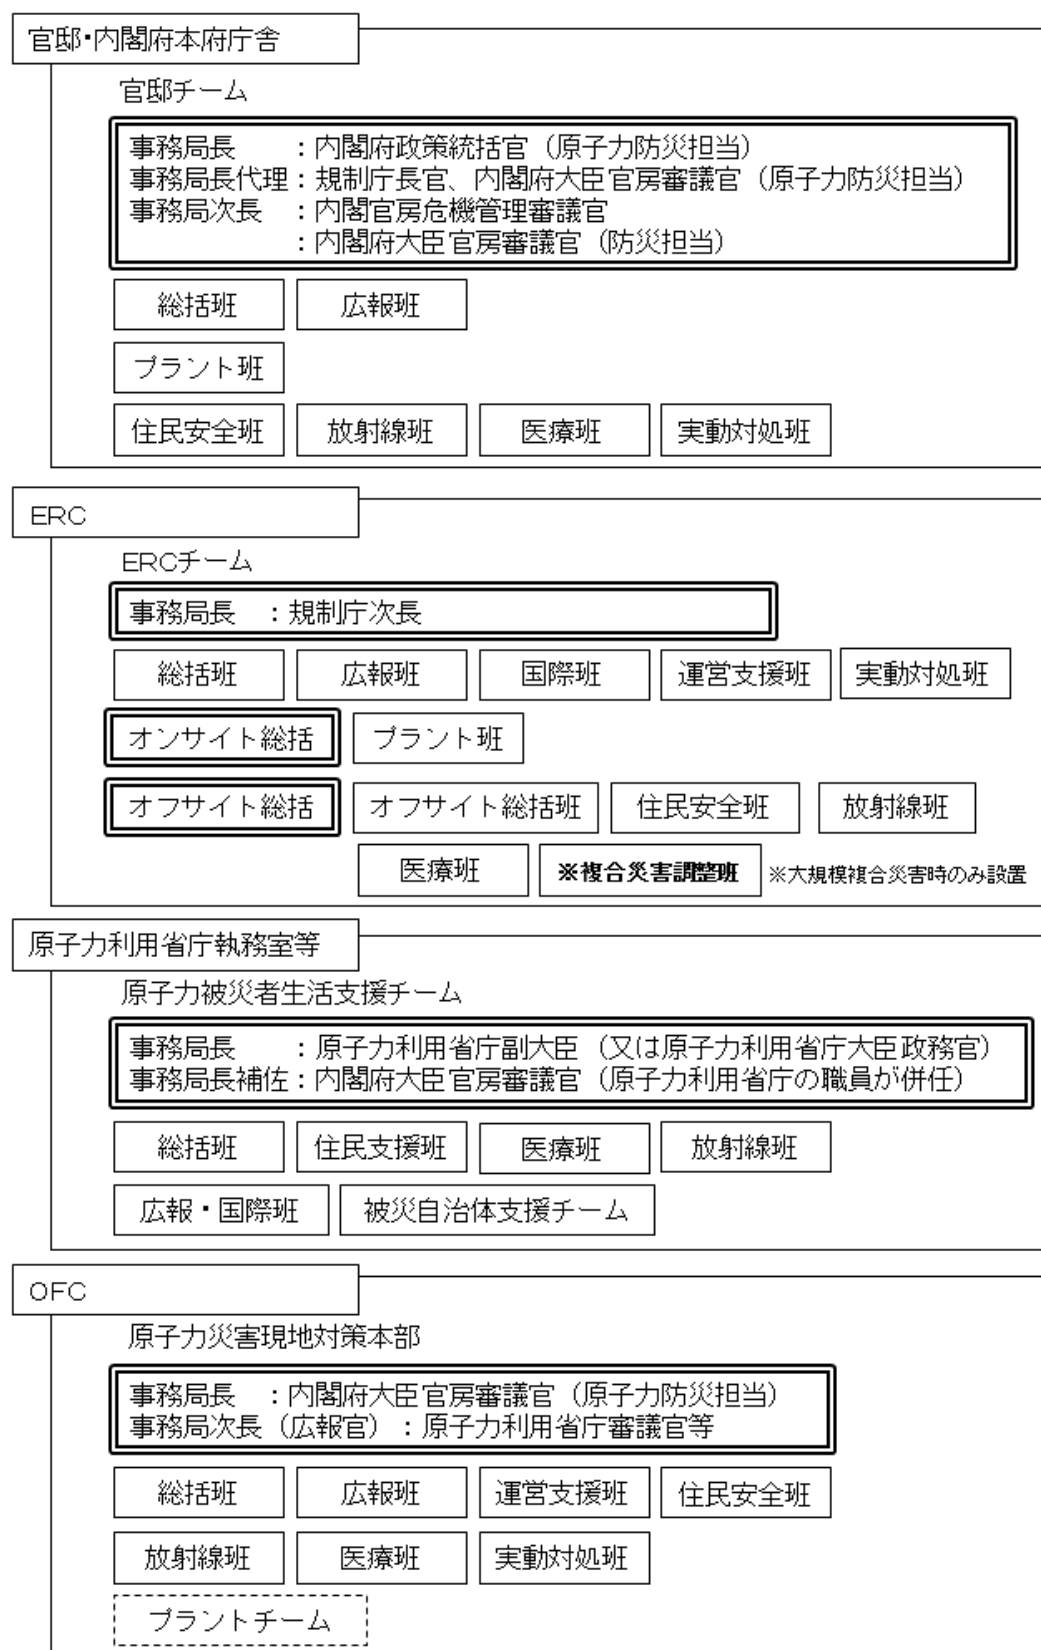 官邸・内閣府本府庁舎
官邸チーム
事務局長　　：内閣府政策統括官（原子力防災担当）
事務局長代理：規制庁長官、内閣府大臣官房審議官（原子力防災担当）
事務局次長　：内閣官房危機管理審議官
：内閣府大臣官房審議官（防災担当）
総括班　広報班
プラント班
住民安全班　放射線班　医療班　実動対処班
ERC
ERCチーム
事務局長　：規制庁次長
総括班　広報班　国際班　運営支援班　実動対処班
オンサイト総括　プラント班
オフサイト総括　オフサイト総括班　住民安全班　放射線班
医療班　※複合災害調整班　※大規模複合災害時のみ設置
原子力利用省庁執務室等
原子力被災者生活支援チーム
事務局長　　：原子力利用省庁副大臣（又は原子力利用省庁大臣政務官）
事務局長補佐：内閣府大臣官房審議官（原子力利用省庁の職員が併任）
総括班　住民支援班　医療班　放射線班
広報・国際班　被災自治体支援チーム
OFC
原子力災害現地対策本部
事務局長　：内閣府大臣官房審議官（原子力防災担当）
事務局次長（広報官）：原子力利用省庁審議官等
総括班　広報班　運営支援班　住民安全班
放射線班　医療班　実動対処班
プラントチーム